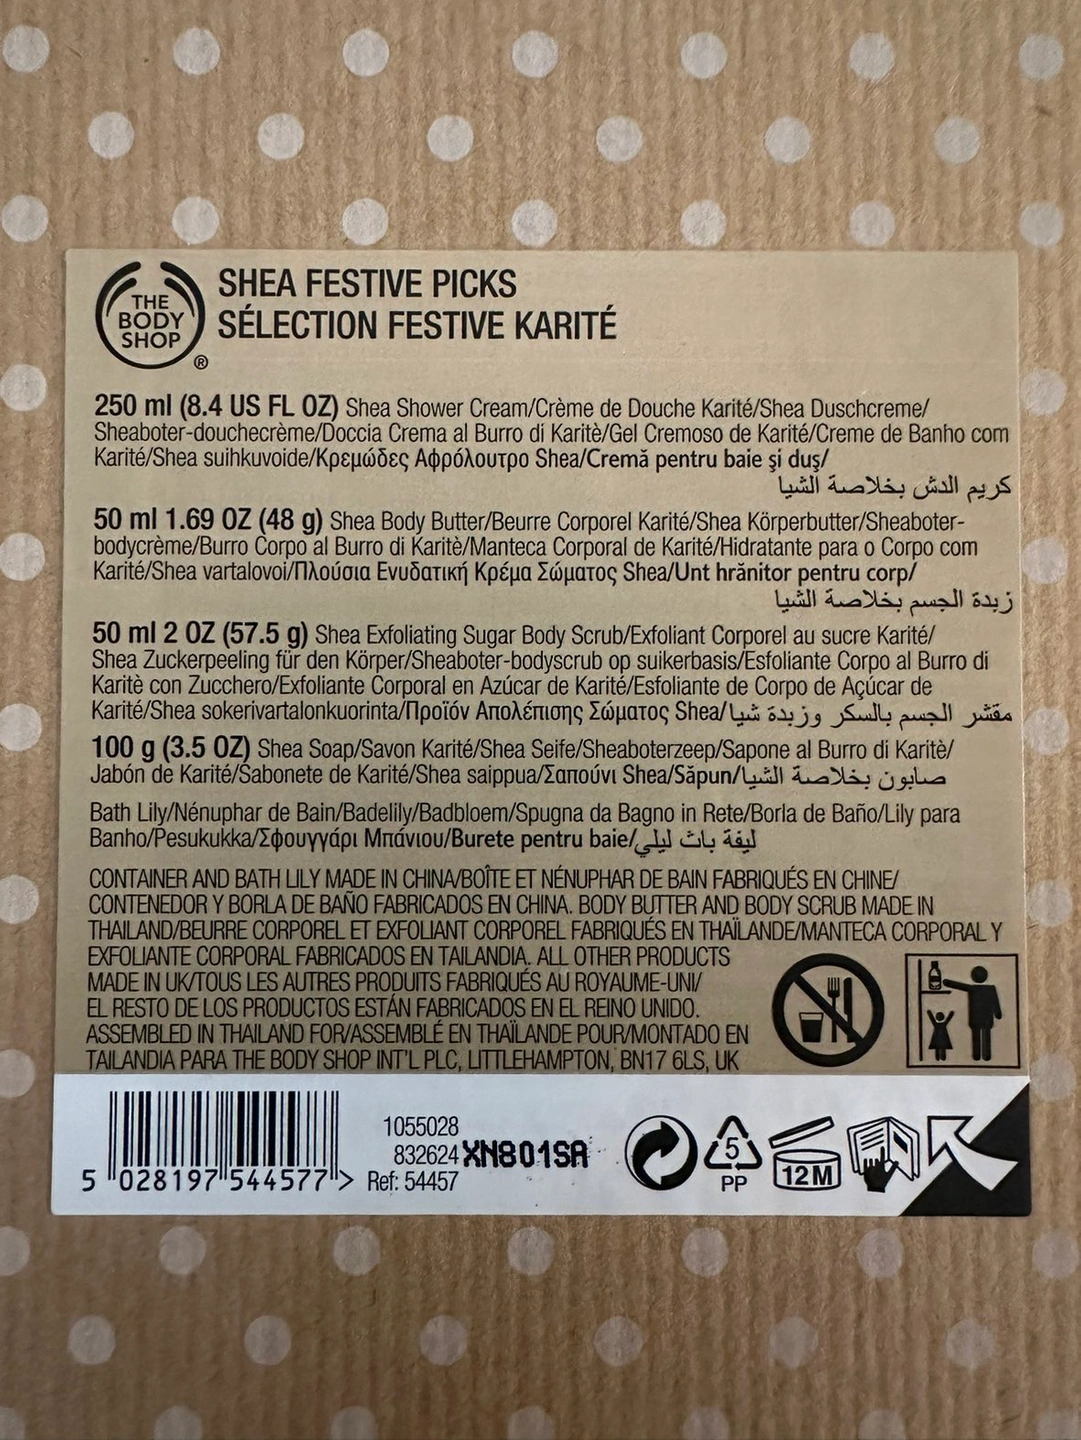 THE
BODY
SHOP
®
SHEA FESTIVE PICKS
SÉLECTION FESTIVE KARITÉ
250 ml (8.4 US FL OZ) Shea Shower Cream/Crème de Douche Karité/Shea Duschcreme/
Sheaboter-douchecrème/Doccia Crema al Burro di Karitè/Gel Cremoso de Karité/Creme de Banho com
Karité/Shea suihkuvoide/Κρεμώδες Αφρόλουτρο Shea/Cremă pentru baie și duș/
كريم الدش بخلاصة الشيا
50 ml 1.69 OZ (48 g) Shea Body Butter/Beurre Corporel Karité/Shea Körperbutter/Sheaboter-
bodycrème/Burro Corpo al Burro di Karitè/Manteca Corporal de Karité/Hidratante para o Corpo com
Karité/Shea vartalovoi/Πλούσια Ενυδατική Κρέμα Σώματος Shea/Unt hrănitor pentru corp/
زبدة الجسم بخلاصة الشيا
50 ml 2 OZ (57.5 g) Shea Exfoliating Sugar Body Scrub/Exfoliant Corporel au sucre Karité/
Shea Zuckerpeeling für den Körper/Sheaboter-bodyscrub op suikerbasis/Esfoliante Corpo al Burro di
Karitè con Zucchero/Exfoliante Corporal en Azúcar de Karité/Esfoliante de Corpo de Açúcar de
Karité/Shea sokerivartalonkuorinta/Προϊόν Απολέπισης Σώματος Shea/مقشر الجسم بالسكر وزبدة شيا
100 g (3.5 OZ) Shea Soap/Savon Karité/Shea Seife/Sheaboterzeep/Sapone al Burro di Karitè/
Jabón de Karité/Sabonete de Karité/Shea saippua/Σαπούνι Shea/Săpun/صابون بخلاصة الشيا
Bath Lily/Nénuphar de Bain/Badelily/Badbloem/Spugna da Bagno in Rete/Borla de Baño/Lily para
Banho/Pesukukka/Σφουγγάρι Μπάνιου/Burete pentru baie/ليفة باث ليلي
CONTAINER AND BATH LILY MADE IN CHINA/BOÎTE ET NÉNUPHAR DE BAIN FABRIQUÉS EN CHINE/
CONTENEDOR Y BORLA DE BAÑO FABRICADOS EN CHINA. BODY BUTTER AND BODY SCRUB MADE IN
THAILAND/BEURRE CORPOREL ET EXFOLIANT CORPOREL FABRIQUÉS EN THAÏLANDE/MANTECA CORPORAL Y
EXFOLIANTE CORPORAL FABRICADOS EN TAILANDIA. ALL OTHER PRODUCTS
MADE IN UK/TOUS LES AUTRES PRODUITS FABRIQUÉS AU ROYAUME-UNI/
EL RESTO DE LOS PRODUCTOS ESTÁN FABRICADOS EN EL REINO UNIDO.
ASSEMBLED IN THAILAND FOR/ASSEMBLÉ EN THAÏLANDE POUR/MONTADO EN
TAILANDIA PARA THE BODY SHOP INT'L PLC, LITTLEHAMPTON, BN17 6LS, UK
1055028
832624 XN801SA
5 028197 544577 > Ref: 54457
5
PP
12M